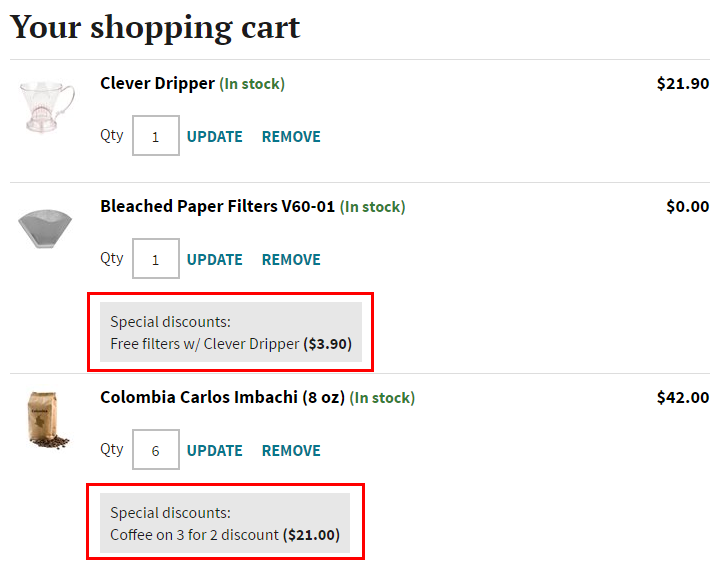 Your shopping cart
Clever Dripper (In stock) $21.90
Qty 1 UPDATE REMOVE
Bleached Paper Filters V60-01 (In stock) $0.00
Qty 1 UPDATE REMOVE
Special discounts:
Free filters w/ Clever Dripper ($3.90)
Colombia Carlos Imbachi (8 oz) (In stock) $42.00
Qty 6 UPDATE REMOVE
Special discounts:
Coffee on 3 for 2 discount ($21.00)